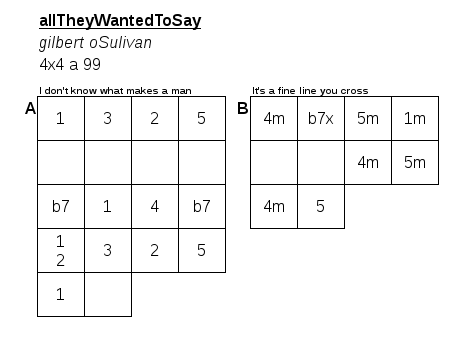 allTheyWantedToSay
gilbert oSulivan
4x4 a 99
I don't know what makes a man
A
1 3 2 5
b7 1 4 b7
1
2 3 2 5
1
It's a fine line you cross
B
4m b7x 5m 1m
4m 5m
4m 5